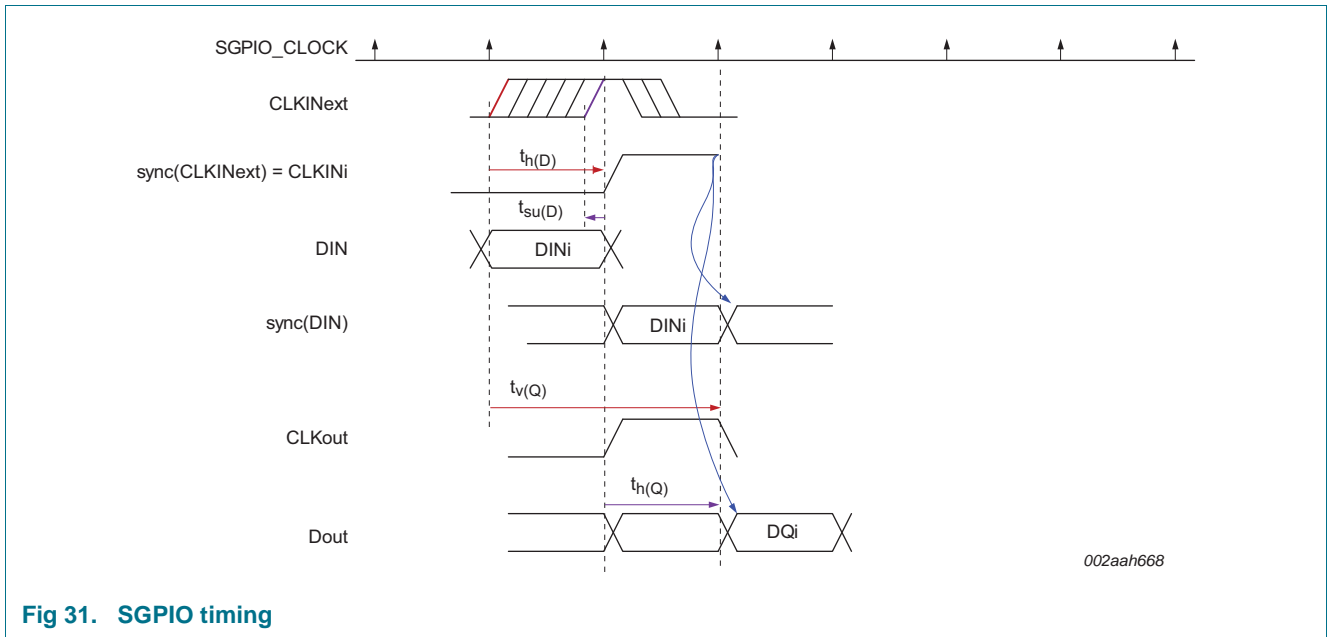 SGPIO_CLOCK
CLKINext
sync(CLKINext) = CLKINi
th(D)
tsu(D)
DIN
DINi
sync(DIN)
DINi
tv(Q)
CLKout
th(Q)
Dout
DQi
002aah668
Fig 31. SGPIO timing